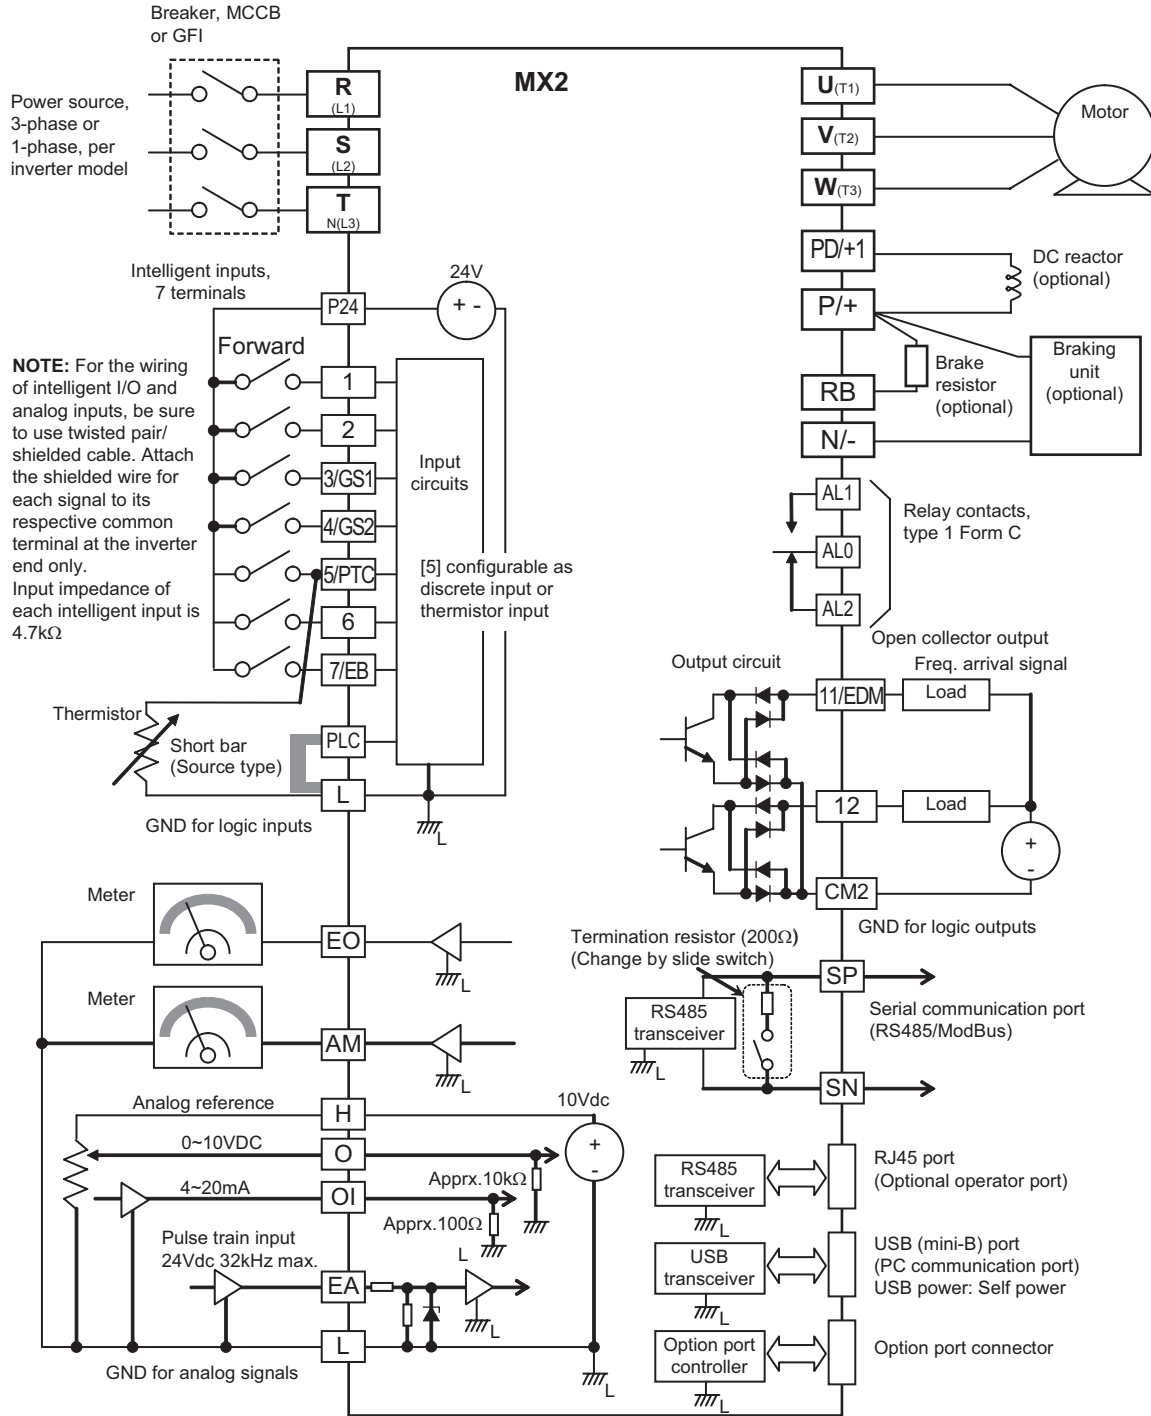 Breaker, MCCB
or GFI
MX2
Power source,
3-phase or
1-phase, per
inverter model
R
(L1)
S
(L2)
T
N(L3)
U(T1)
V(T2)
W(T3)
Motor
PD/+1
P/+
DC reactor
(optional)
Brake
resistor
(optional)
Braking
unit
(optional)
RB
N/-
Intelligent inputs,
7 terminals
24V
P24
+ -
Forward
NOTE: For the wiring
of intelligent I/O and
analog inputs, be sure
to use twisted pair/
shielded cable. Attach
the shielded wire for
each signal to its
respective common
terminal at the inverter
end only.
Input impedance of
each intelligent input is
4.7kΩ
1
2
3/GS1
4/GS2
5/PTC
6
7/EB
Input
circuits
[5] configurable as
discrete input or
thermistor input
AL1
AL0
AL2
Relay contacts,
type 1 Form C
Thermistor
Short bar
(Source type)
PLC
L
L
GND for logic inputs
Open collector output
Output circuit
Freq. arrival signal
11/EDM
Load
12
Load
+
-
CM2
GND for logic outputs
Meter
EO
L
Meter
AM
L
Termination resistor (200Ω)
(Change by slide switch)
RS485
transceiver
L
SP
SN
Serial communication port
(RS485/ModBus)
Analog reference
H
10Vdc
+
-
0~10VDC
O
Apprx.10kΩ
4~20mA
OI
Apprx.100Ω
L
Pulse train input
24Vdc 32kHz max.
EA
L
L
GND for analog signals
L
RS485
transceiver
L
RJ45 port
(Optional operator port)
USB
transceiver
L
USB (mini-B) port
(PC communication port)
USB power: Self power
Option port
controller
L
Option port connector